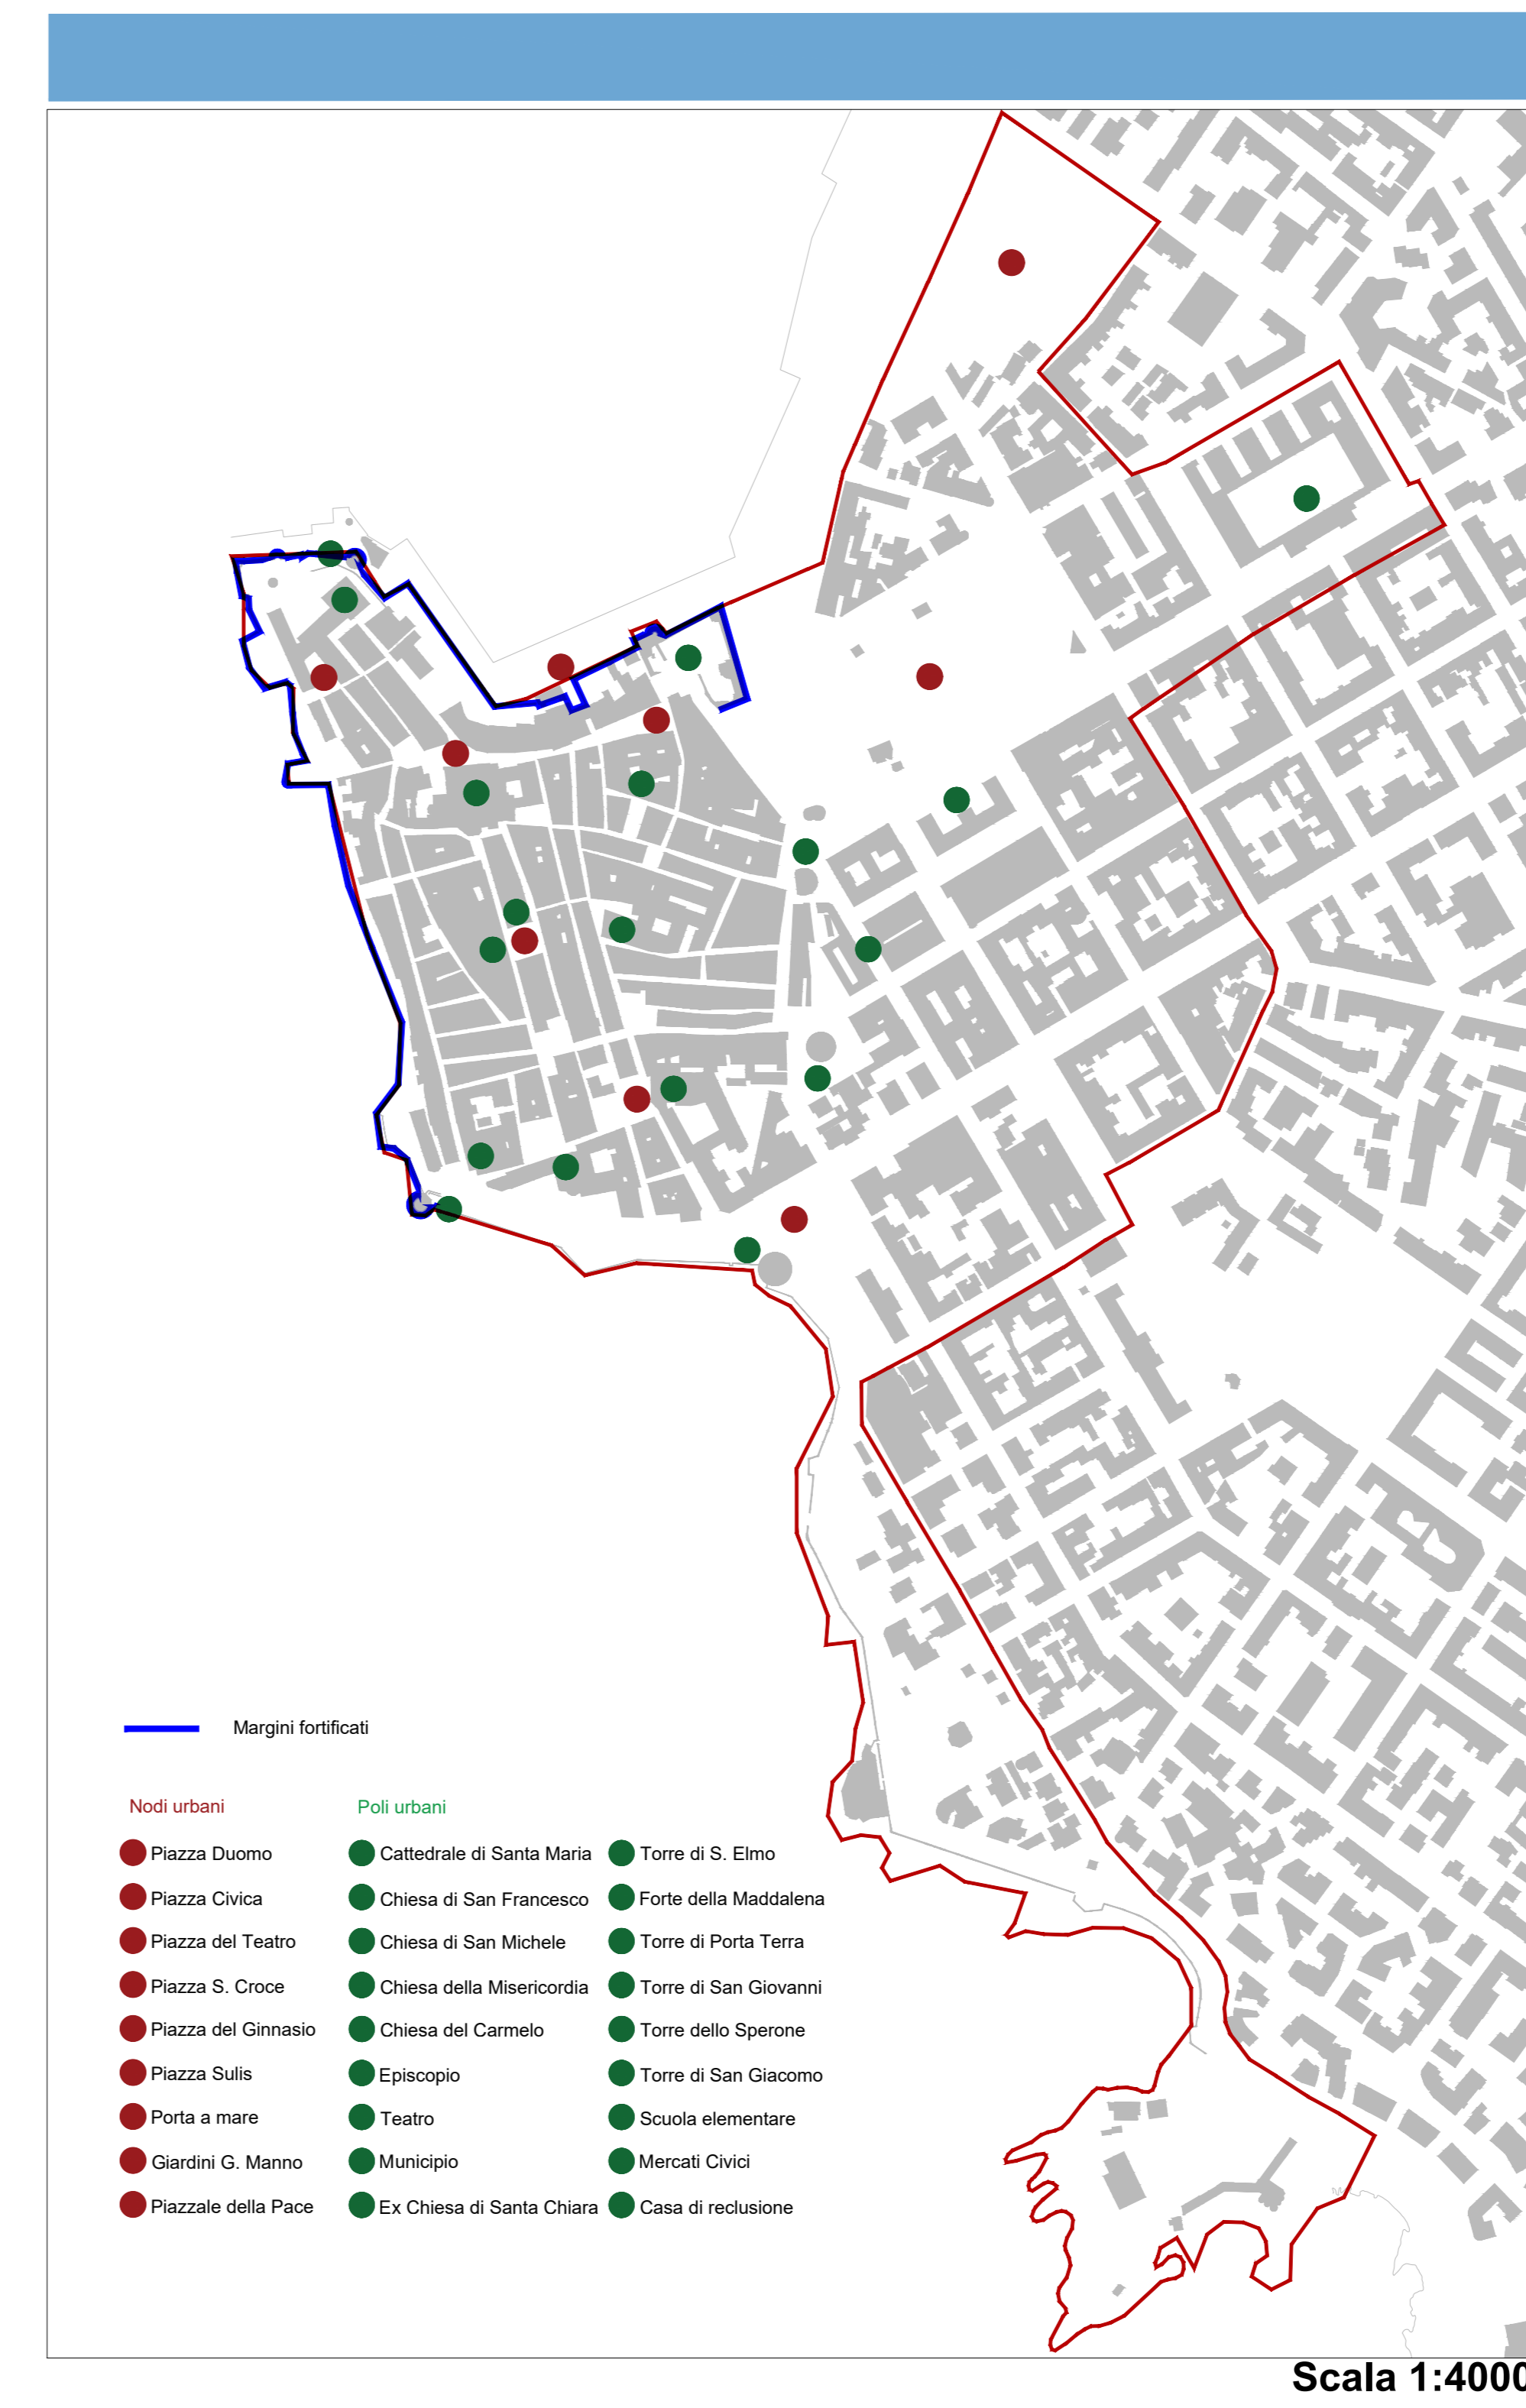 Margini fortificati
Nodi urbani
Piazza Duomo
Piazza Civica
Piazza del Teatro
Piazza S. Croce
Piazza del Ginnasio
Piazza Sulis
Porta a mare
Giardini G. Manno
Piazzale della Pace
Poli urbani
Cattedrale di Santa Maria
Chiesa di San Francesco
Chiesa di San Michele
Chiesa della Misericordia
Chiesa del Carmelo
Episcopio
Teatro
Municipio
Ex Chiesa di Santa Chiara
Torre di S. Elmo
Forte della Maddalena
Torre di Porta Terra
Torre di San Giovanni
Torre dello Sperone
Torre di San Giacomo
Scuola elementare
Mercati Civici
Casa di reclusione
Scala 1:4000